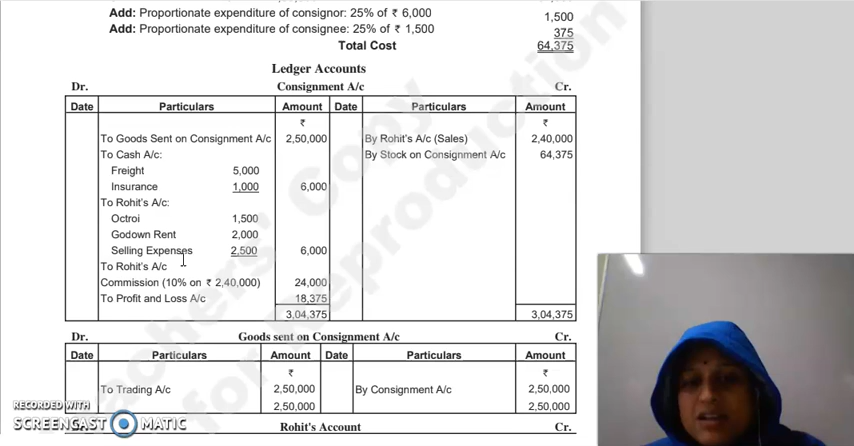 Add: Proportionate expenditure of consignor: 25% of ₹ 6,000 1,500
Add: Proportionate expenditure of consignee: 25% of ₹ 1,500 375
Total Cost 64,375
Ledger Accounts
Dr. Consignment A/c Cr.
Date Particulars Amount Date Particulars Amount
₹ ₹
To Goods Sent on Consignment A/c 2,50,000 By Rohit's A/c (Sales) 2,40,000
To Cash A/c: By Stock on Consignment A/c 64,375
Freight 5,000
Insurance 1,000 6,000
To Rohit's A/c:
Octroi 1,500
Godown Rent 2,000
Selling Expenses 2,500 6,000
To Rohit's A/c
Commission (10% on ₹ 2,40,000) 24,000
To Profit and Loss A/c 18,375
3,04,375 3,04,375
Dr. Goods sent on Consignment A/c Cr.
Date Particulars Amount Date Particulars Amount
₹ ₹
To Trading A/c 2,50,000 By Consignment A/c 2,50,000
2,50,000 2,50,000
Dr. Rohit's Account Cr.
RECORDED WITH
SCREENCAST MATIC
Teachers' Copy
for Reproduction